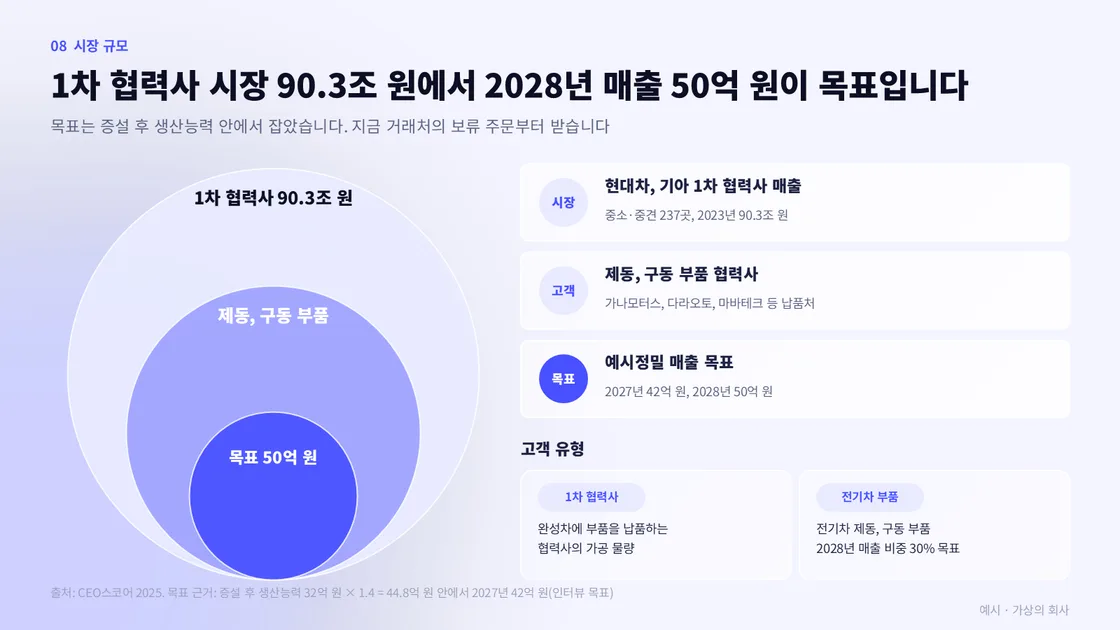 08 시장 규모
1차 협력사 시장 90.3조 원에서 2028년 매출 50억 원이 목표입니다
목표는 증설 후 생산능력 안에서 잡았습니다. 지금 거래처의 보류 주문부터 받습니다
1차 협력사 90.3조 원
제동, 구동 부품
목표 50억 원
시장
현대차, 기아 1차 협력사 매출
중소·중견 237곳, 2023년 90.3조 원
고객
제동, 구동 부품 협력사
가나모터스, 다라오토, 마바테크 등 납품처
목표
예시정밀 매출 목표
2027년 42억 원, 2028년 50억 원
고객 유형
1차 협력사
완성차에 부품을 납품하는
협력사의 가공 물량
전기차 부품
전기차 제동, 구동 부품
2028년 매출 비중 30% 목표
출처: CEO스코어 2025. 목표 근거: 증설 후 생산능력 32억 원 × 1.4 = 44.8억 원 안에서 2027년 42억 원(인터뷰 목표)
예시 · 가상의 회사